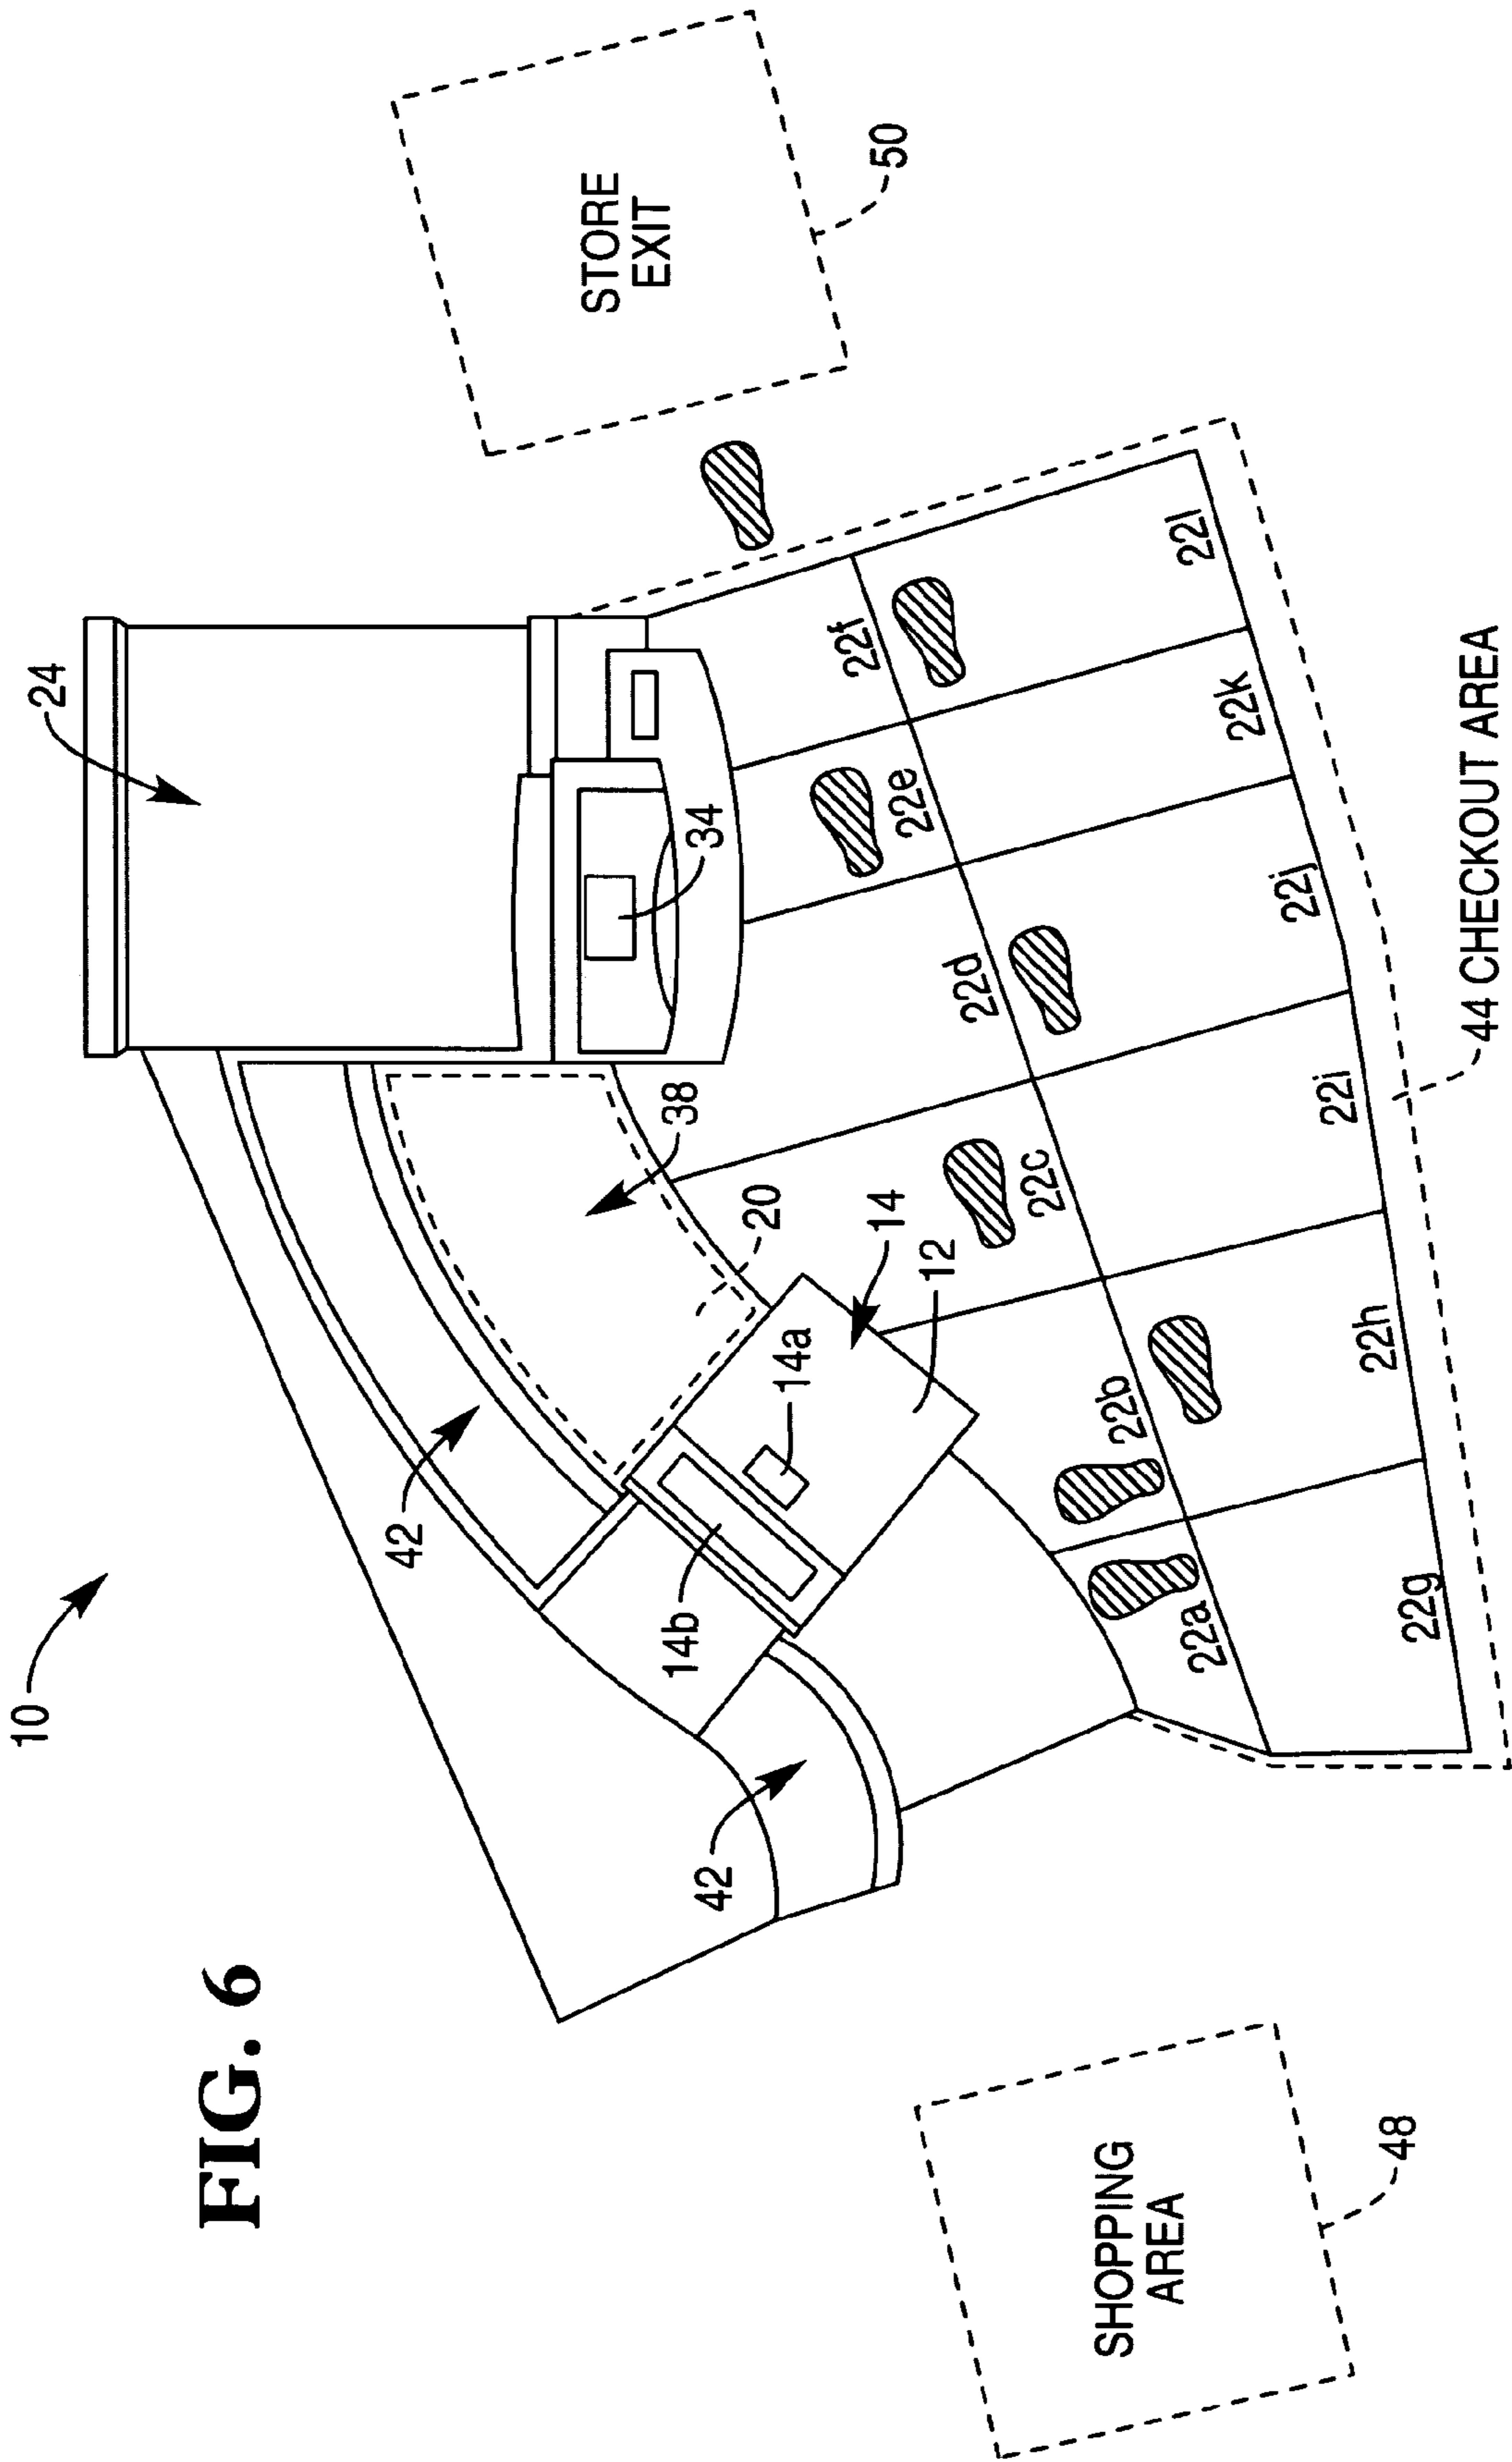 FIG. 6
10
24
42
42
38
20
34
14
12
14a
14b
22a
22b
22c
22d
22e
22f
22g
22h
22i
22j
22k
22l
44 CHECKOUT AREA
STORE
EXIT
50
SHOPPING
AREA
48